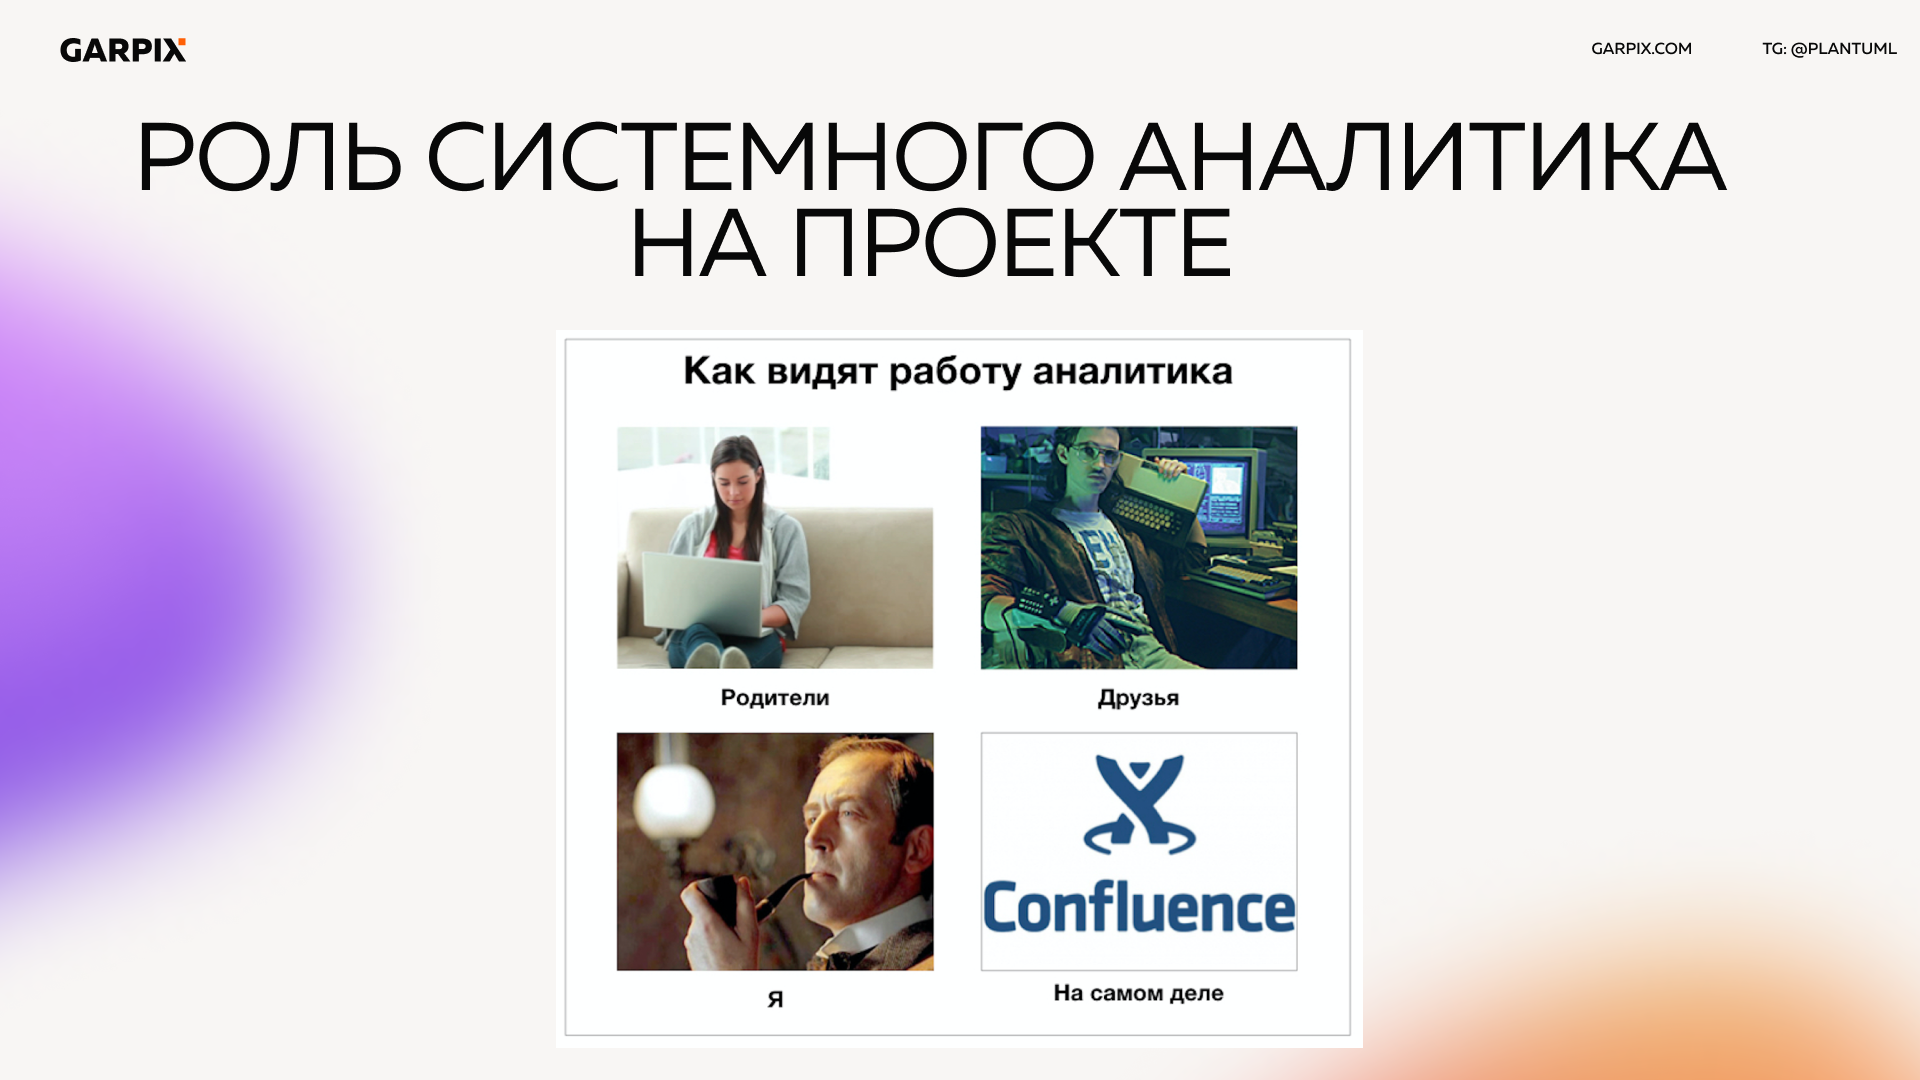 GARPIX
GARPIX.COM
TG: @PLANTUML
РОЛЬ СИСТЕМНОГО АНАЛИТИКА
НА ПРОЕКТЕ
Как видят работу аналитика
Родители
Друзья
Я
Confluence
На самом деле